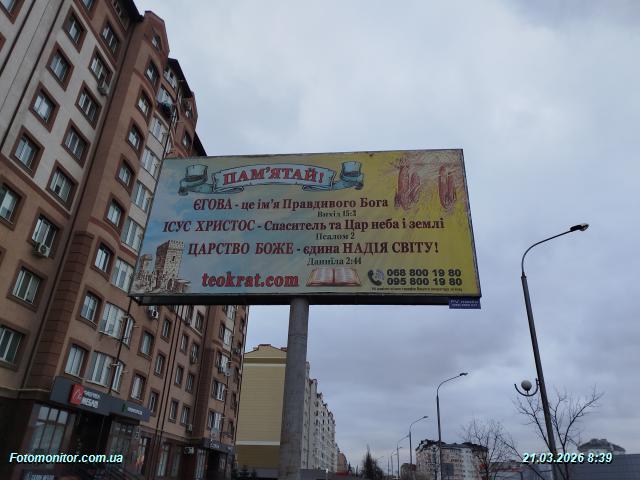 ПАМ'ЯТАЙ!
ЄГОВА - це ім'я Правдивого Бога
Вихід 15:3
ІСУС ХРИСТОС - Спаситель та Цар неба і землі
Псалом 2
ЦАРСТВО БОЖЕ - єдина НАДІЯ СВІТУ!
Даниїла 2:44
teokrat.com
068 800 19 80
095 800 19 80
МЕБЛІВ
Fotomonitor.com.ua
21.03.2026 8:39